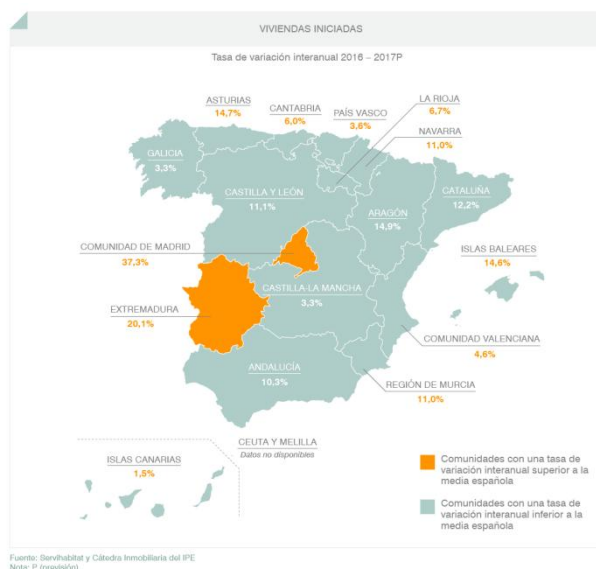 VIVIENDAS INICIADAS
Tasa de variación interanual 2016 – 2017P
ASTURIAS
14,7%
CANTABRIA
6,0%
PAÍS VASCO
3,6%
LA RIOJA
6,7%
NAVARRA
11,0%
GALICIA
3,3%
CASTILLA Y LEÓN
11,1%
ARAGÓN
14,9%
CATALUÑA
12,2%
COMUNIDAD DE MADRID
37,3%
ISLAS BALEARES
14,6%
CASTILLA-LA MANCHA
3,3%
EXTREMADURA
20,1%
COMUNIDAD VALENCIANA
4,6%
ANDALUCÍA
10,3%
REGIÓN DE MURCIA
11,0%
CEUTA Y MELILLA
Datos no disponibles
ISLAS CANARIAS
1,5%
Comunidades con una tasa de
variación interanual superior a la
media española
Comunidades con una tasa de
variación interanual inferior a la
media española
Fuente: Servihabitat y Cátedra Inmobiliaria del IPE
Nota: P (previsión)